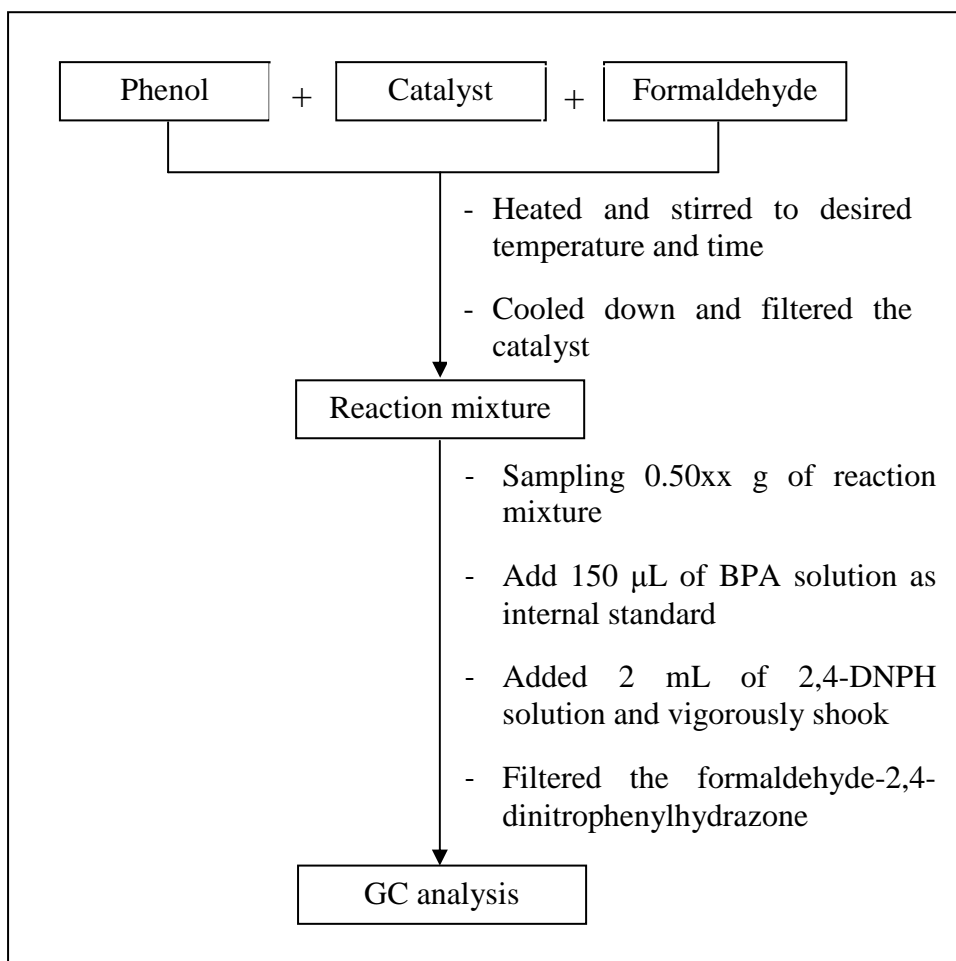 Phenol + Catalyst + Formaldehyde
- Heated and stirred to desired
temperature and time
- Cooled down and filtered the
catalyst
Reaction mixture
- Sampling 0.50xx g of reaction
mixture
- Add 150 μL of BPA solution as
internal standard
- Added 2 mL of 2,4-DNPH
solution and vigorously shook
- Filtered the formaldehyde-2,4-
dinitrophenylhydrazone
GC analysis